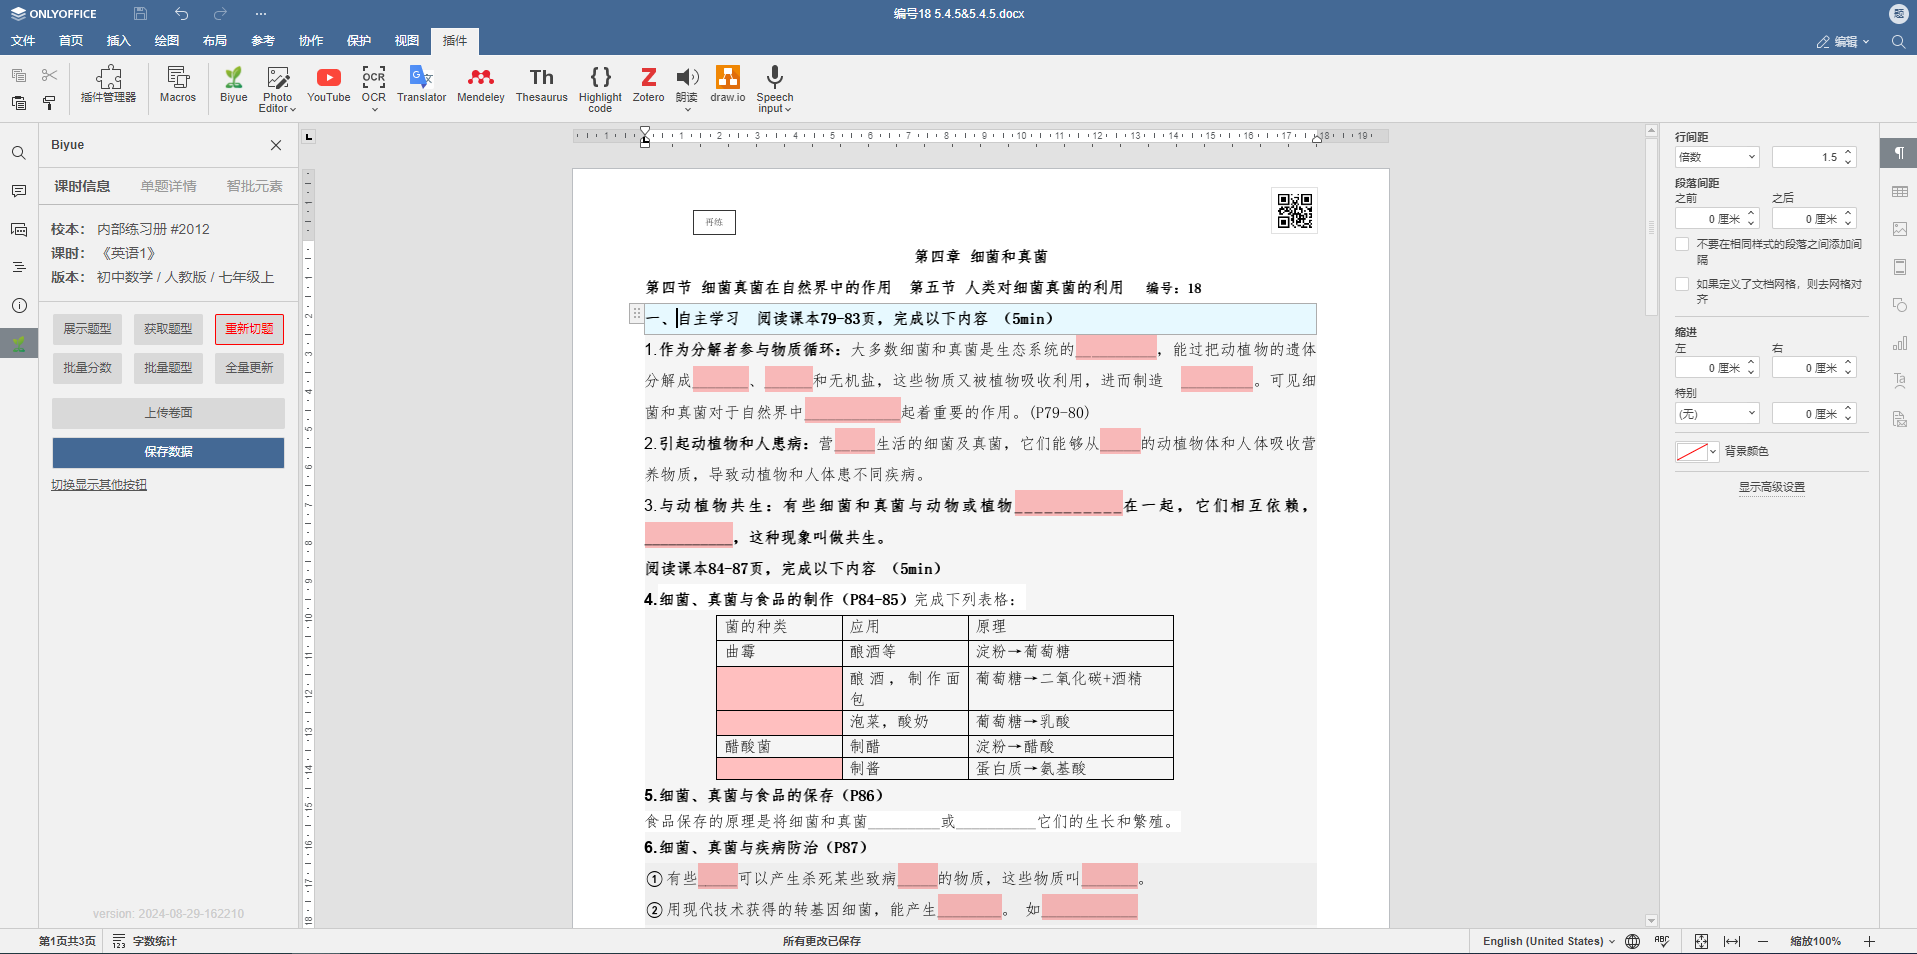 ONLYOFFICE
编号18 5.4.5&5.4.5.docx
题
文件 首页 插入 绘图 布局 参考 协作 保护 视图 插件
编辑
插件管理器 Macros Biyue Photo Editor YouTube OCR Translator Mendeley Thesaurus Highlight code Zotero 朗读 draw.io Speech input
Biyue
课时信息 单题详情 智批元素
校本： 内部练习册 #2012
课时： 《英语1》
版本： 初中数学 / 人教版 / 七年级上
展示题型 获取题型 重新切题
批量分数 批量题型 全量更新
上传卷面
保存数据
切换显示其他按钮
version: 2024-08-29-162210
再练
第四章 细菌和真菌
第四节 细菌真菌在自然界中的作用 第五节 人类对细菌真菌的利用 编号：18
一、自主学习 阅读课本79-83页，完成以下内容 （5min）
1.作为分解者参与物质循环：大多数细菌和真菌是生态系统的__________，能过把动植物的遗体
分解成_______、______和无机盐，这些物质又被植物吸收利用，进而制造 _________。可见细
菌和真菌对于自然界中____________起着重要的作用。(P79-80)
2.引起动植物和人患病：营_____生活的细菌及真菌，它们能够从_____的动植物体和人体吸收营
养物质，导致动植物和人体患不同疾病。
3.与动植物共生：有些细菌和真菌与动物或植物___________在一起，它们相互依赖，
_________，这种现象叫做共生。
阅读课本84-87页，完成以下内容 （5min）
4.细菌、真菌与食品的制作（P84-85）完成下列表格：
菌的种类 应用 原理
曲霉 酿酒等 淀粉→葡萄糖
酿酒，制作面包 葡萄糖→二氧化碳+酒精
泡菜，酸奶 葡萄糖→乳酸
醋酸菌 制醋 淀粉→醋酸
制酱 蛋白质→氨基酸
5.细菌、真菌与食品的保存（P86）
食品保存的原理是将细菌和真菌_________或__________它们的生长和繁殖。
6.细菌、真菌与疾病防治（P87）
①有些_____可以产生杀死某些致病_____的物质，这些物质叫_______。
②用现代技术获得的转基因细菌，能产生________。 如____________
行间距
倍数 1.5
段落间距
之前 之后
0 厘米 0 厘米
不要在相同样式的段落之间添加间隔
如果定义了文档网格，则去网格对齐
缩进
左 右
0 厘米 0 厘米
特别
(无) 0 厘米
背景颜色
显示高级设置
第1页共3页 字数统计 所有更改已保存 English (United States) 缩放100%